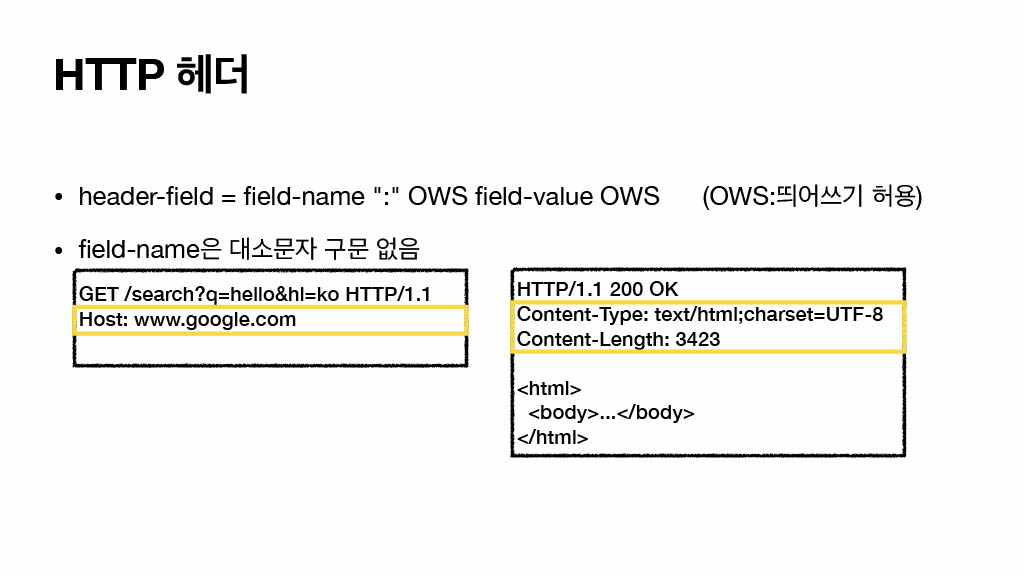 HTTP 헤더
• header-field = field-name ":" OWS field-value OWS (OWS:띄어쓰기 허용)
• field-name은 대소문자 구문 없음
GET /search?q=hello&hl=ko HTTP/1.1
Host: www.google.com
HTTP/1.1 200 OK
Content-Type: text/html;charset=UTF-8
Content-Length: 3423
<html>
<body>...</body>
</html>